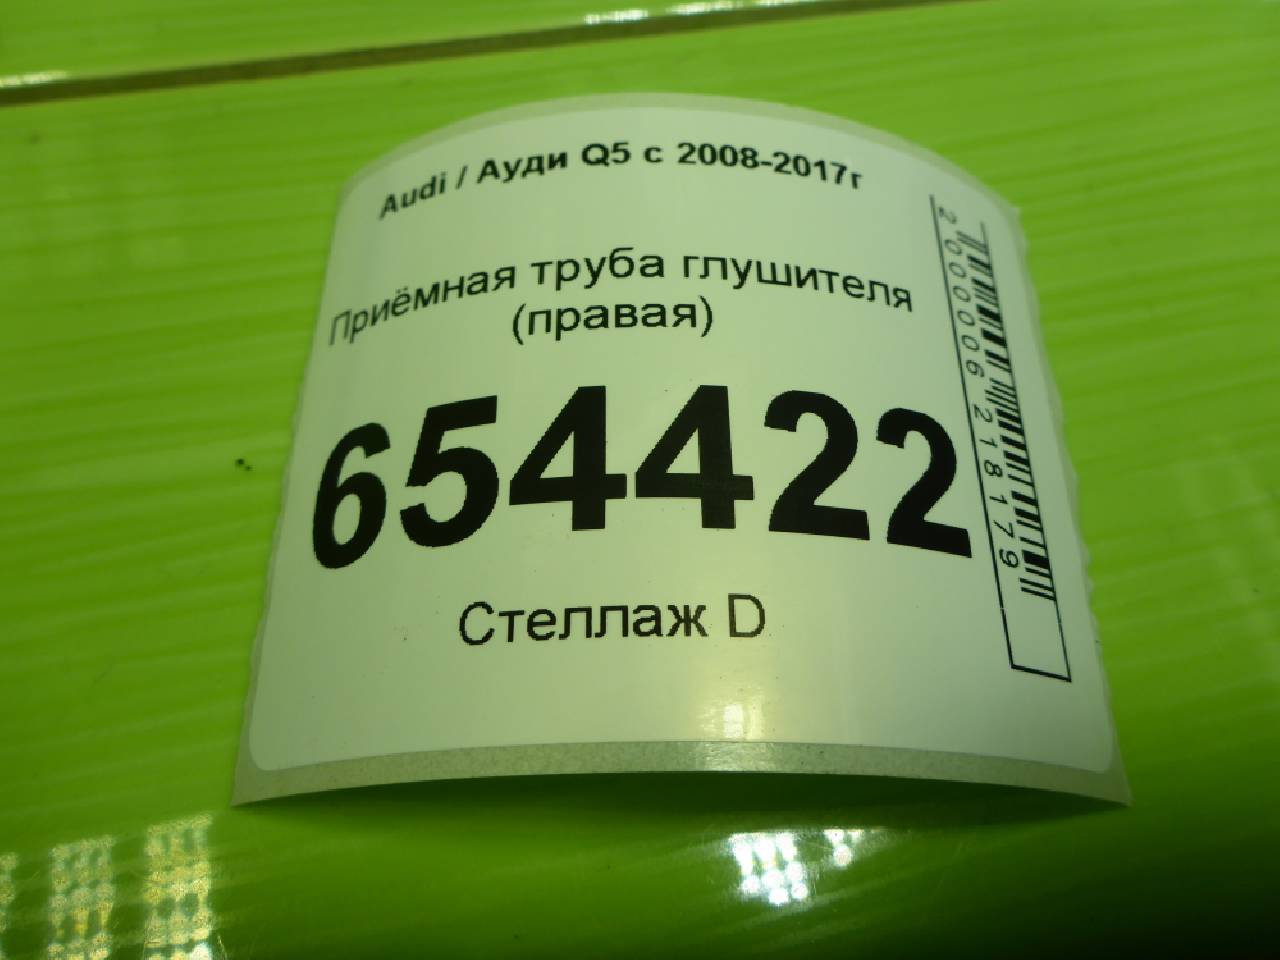 Audi / Ауди Q5 с 2008-2017г
Приёмная труба глушителя
(правая)
654422
Стеллаж D
2000006218179